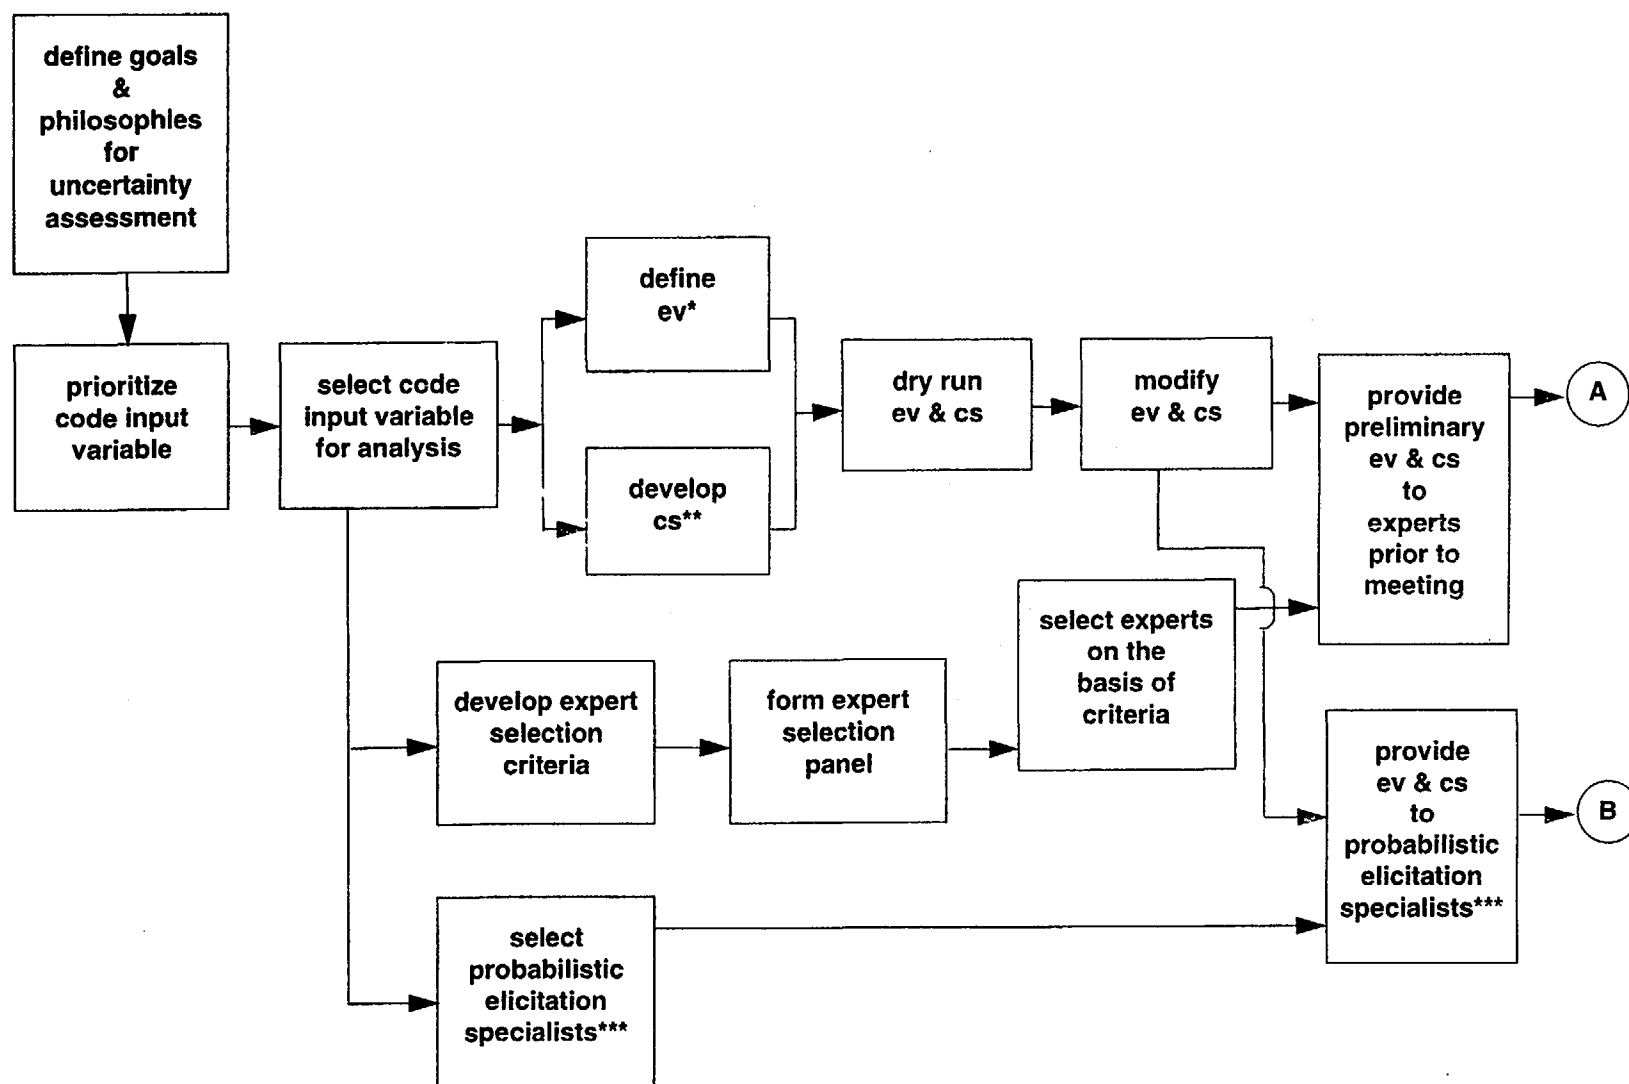 define goals
&
philosophies
for
uncertainty
assessment
prioritize
code input
variable
select code
input variable
for analysis
define
ev*
develop
cs**
dry run
ev & cs
modify
ev & cs
provide
preliminary
ev & cs
to
experts
prior to
meeting
A
develop expert
selection
criteria
form expert
selection
panel
select experts
on the
basis of
criteria
select
probabilistic
elicitation
specialists***
provide
ev & cs
to
probabilistic
elicitation
specialists***
B